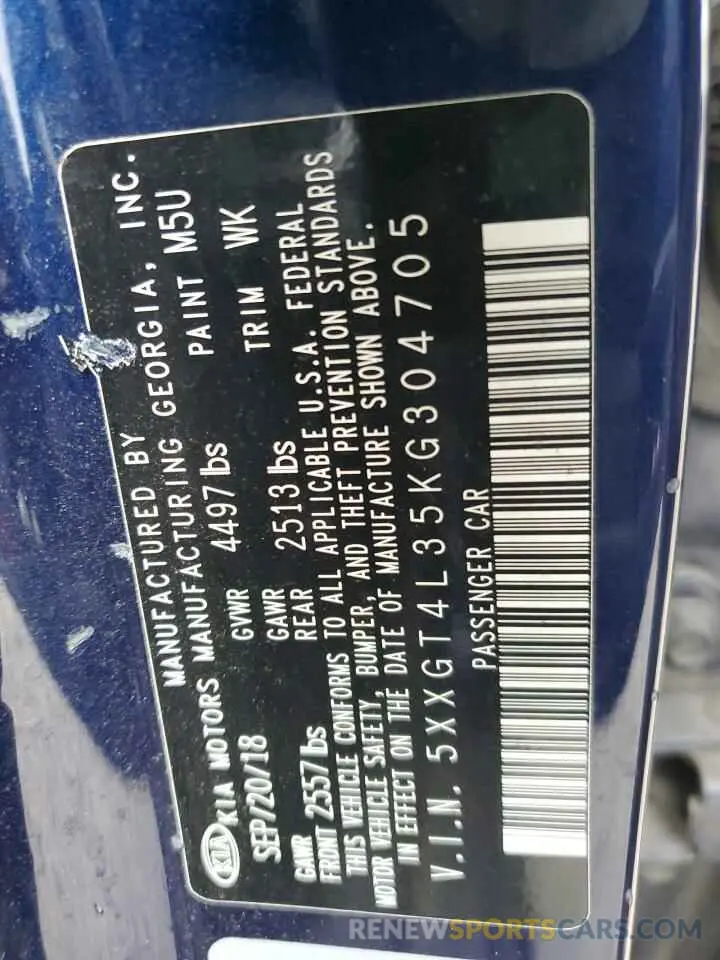 MANUFACTURED BY
KIA KIA MOTORS MANUFACTURING GEORGIA, INC.
SEP/20/18 GVWR 4497 lbs PAINT M5U
GAWR FRONT 2557 lbs GAWR REAR 2513 lbs TRIM WK
THIS VEHICLE CONFORMS TO ALL APPLICABLE U.S.A. FEDERAL
MOTOR VEHICLE SAFETY, BUMPER, AND THEFT PREVENTION STANDARDS
IN EFFECT ON THE DATE OF MANUFACTURE SHOWN ABOVE.
V.I.N. 5XXGT4L35KG304705
PASSENGER CAR
RENEWSPORTSCARS.COM